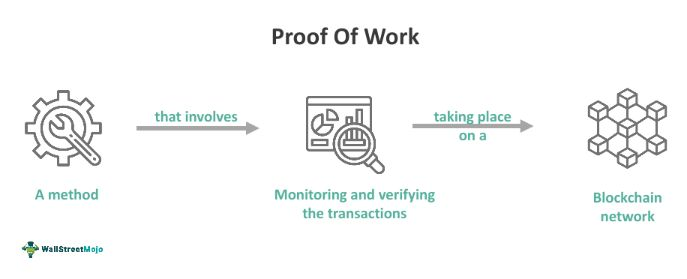 Proof Of Work
that involves
taking place
on a
A method
Monitoring and verifying
the transactions
Blockchain
network
WallStreetMojo